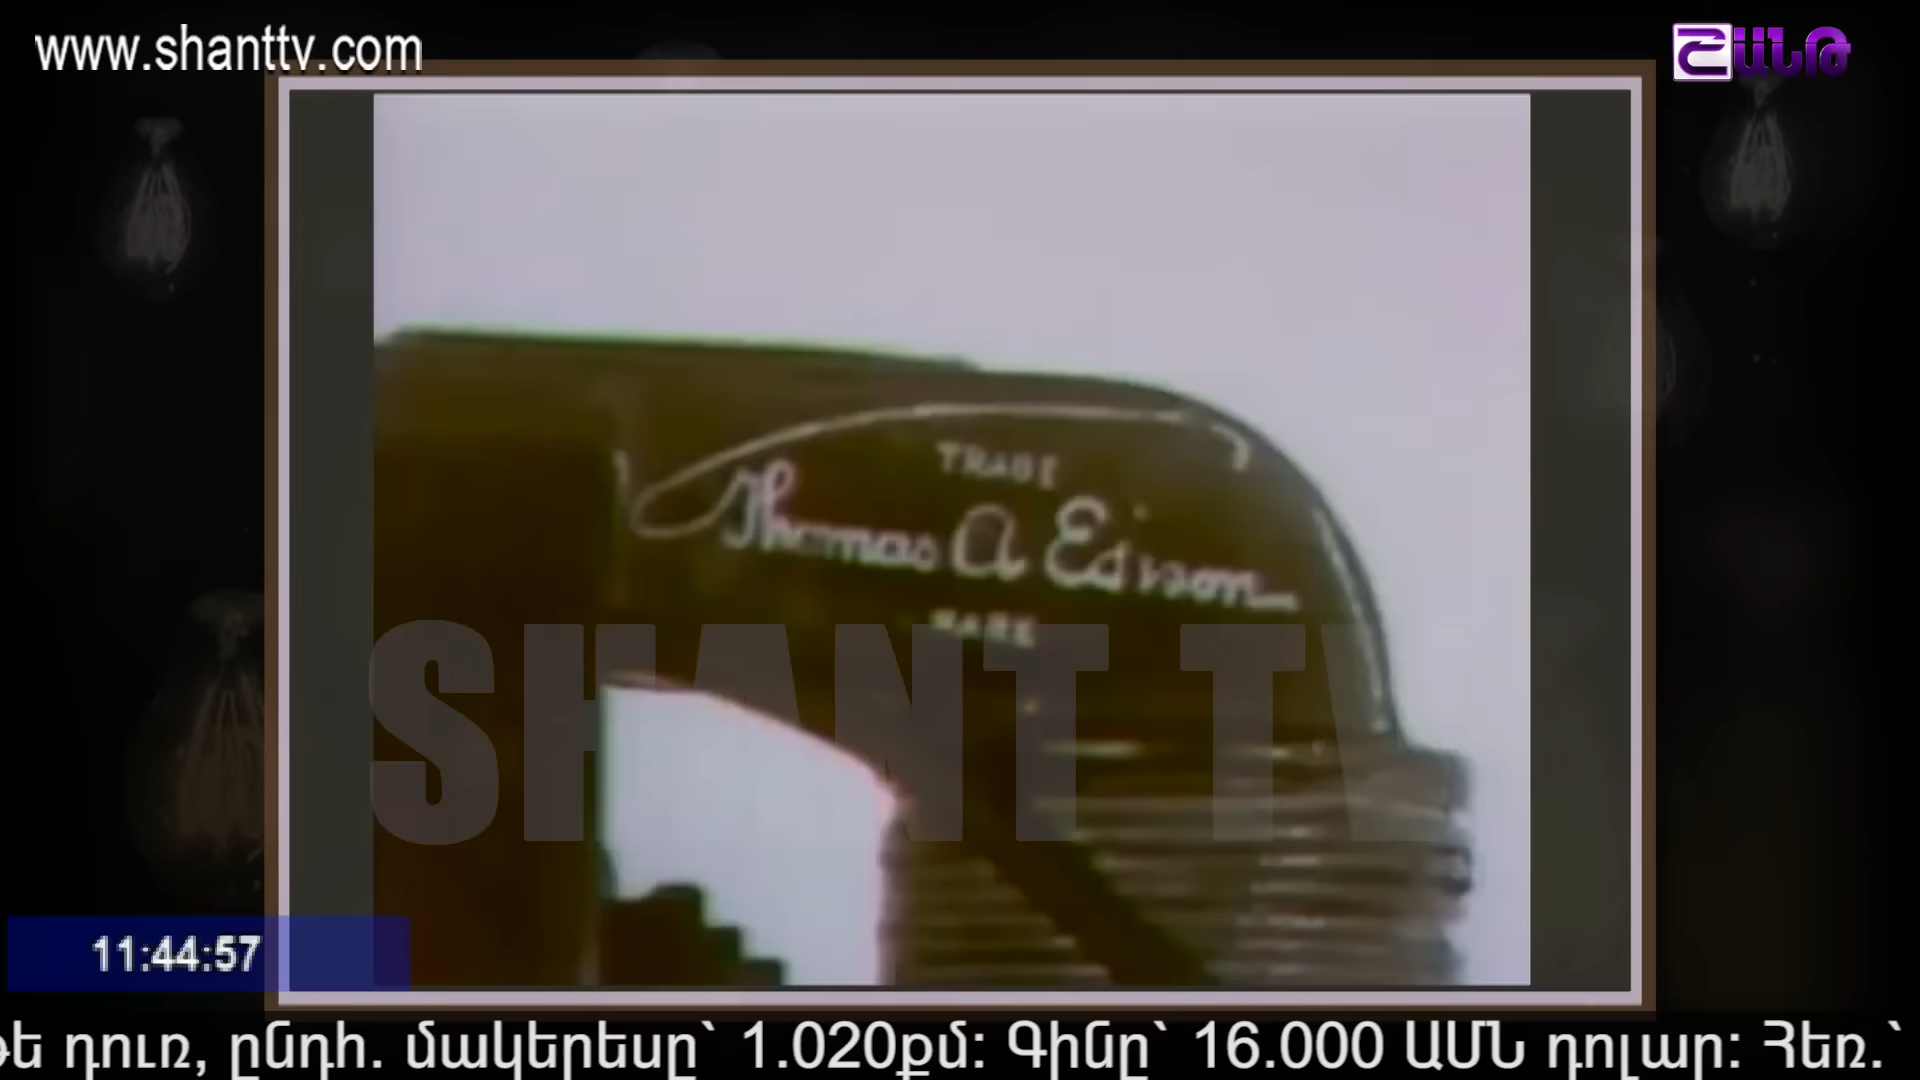 www.shanttv.com
ՇԱՆԹ
TRADE
Thomas A Edison
MARK
SHANT TV
11:44:57
թե դուռ, ընդհ. մակերեսը՝ 1.020քմ: Գինը՝ 16.000 ԱՄՆ դոլար: Հեռ.՝